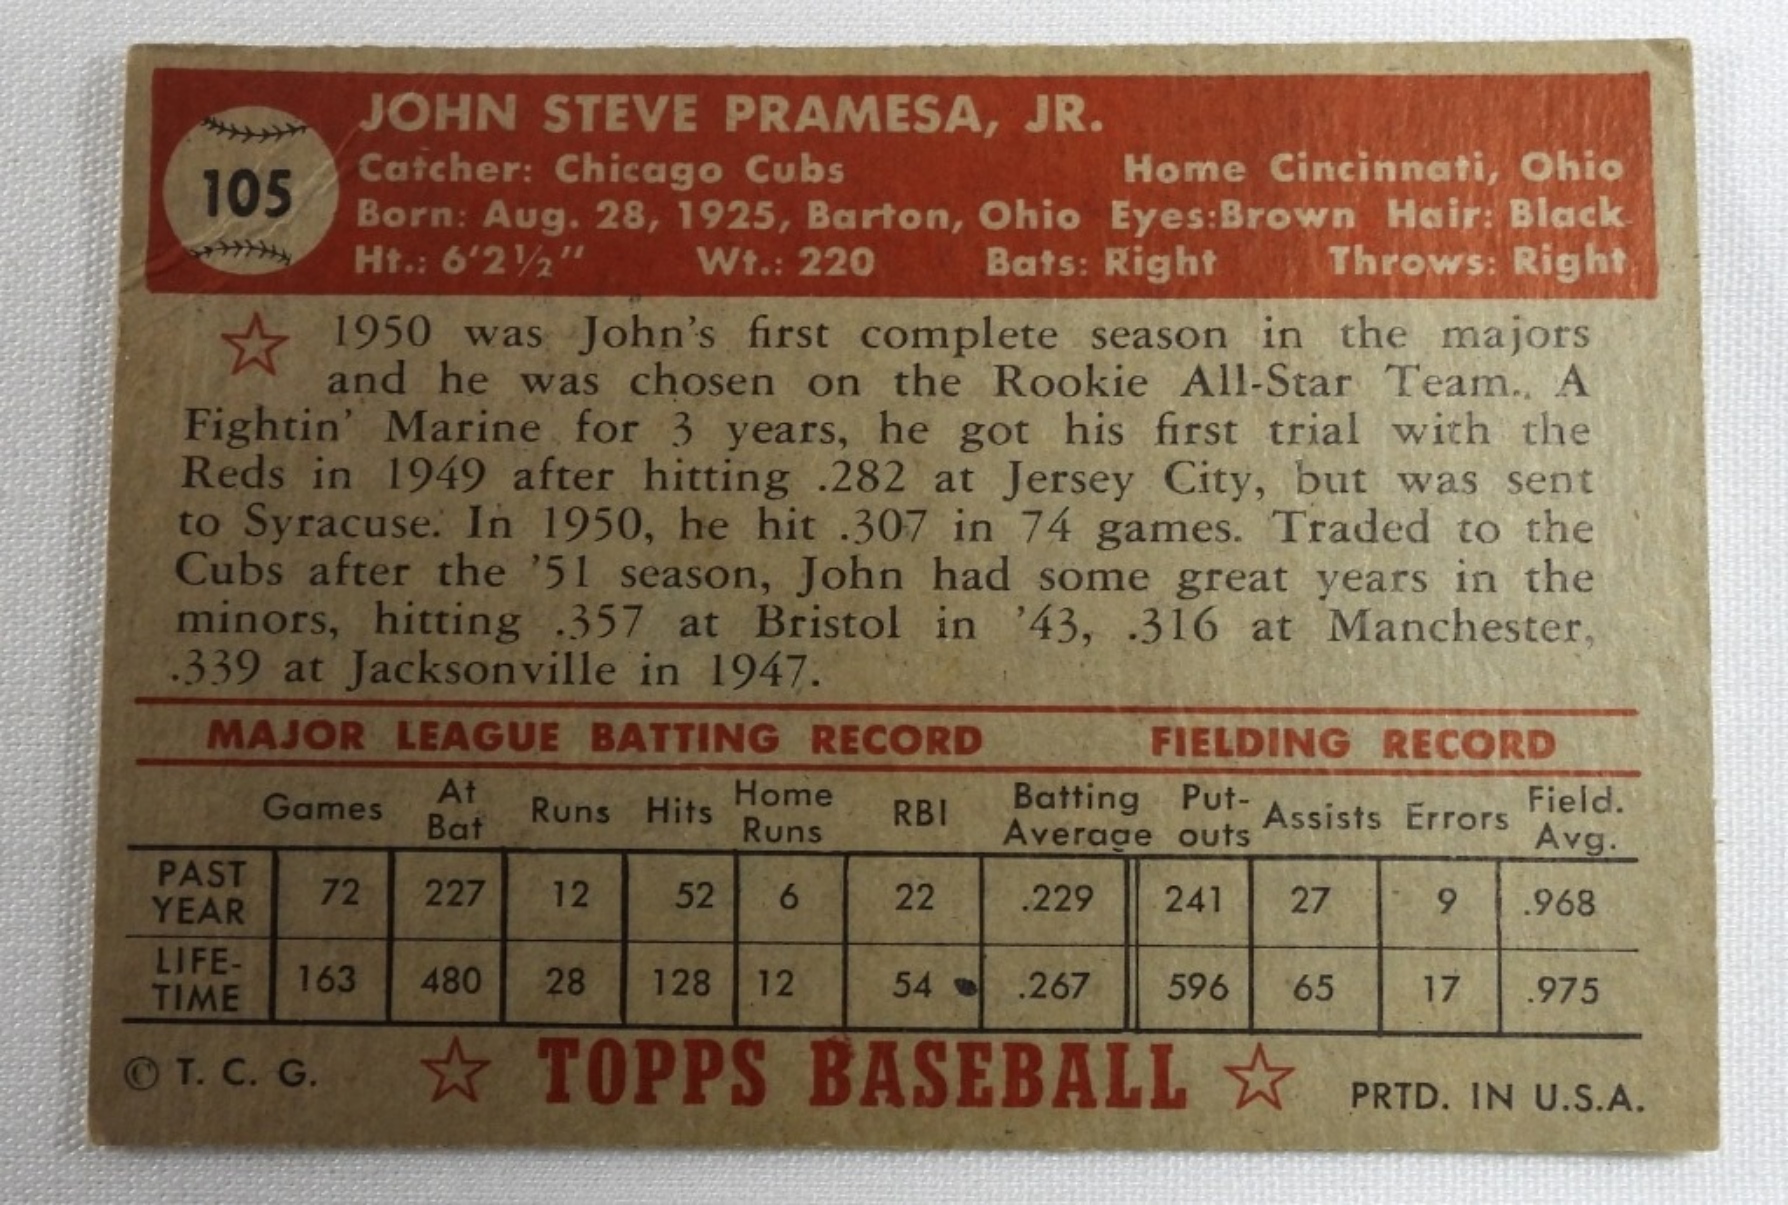 105
JOHN STEVE PRAMESA, JR.
Catcher: Chicago Cubs Home Cincinnati, Ohio
Born: Aug. 28, 1925, Barton, Ohio Eyes:Brown Hair: Black
Ht.: 6'2½" Wt.: 220 Bats: Right Throws: Right
1950 was John's first complete season in the majors
and he was chosen on the Rookie All-Star Team. A
Fightin' Marine for 3 years, he got his first trial with the
Reds in 1949 after hitting .282 at Jersey City, but was sent
to Syracuse. In 1950, he hit .307 in 74 games. Traded to the
Cubs after the '51 season, John had some great years in the
minors, hitting .357 at Bristol in '43, .316 at Manchester,
.339 at Jacksonville in 1947.
MAJOR LEAGUE BATTING RECORD FIELDING RECORD
Games At Bat Runs Hits Home Runs RBI Batting Average Put-outs Assists Errors Field. Avg.
PAST YEAR 72 227 12 52 6 22 .229 241 27 9 .968
LIFE-TIME 163 480 28 128 12 54 .267 596 65 17 .975
© T. C. G. TOPPS BASEBALL PRTD. IN U.S.A.